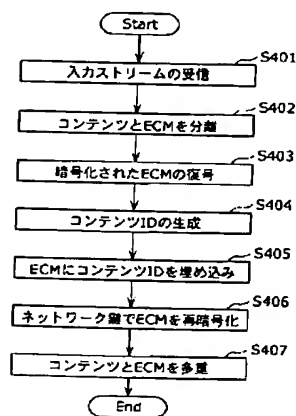 Start
S401
入力ストリームの受信
S402
コンテンツとECMを分離
S403
暗号化されたECMの復号
S404
コンテンツIDの生成
S405
ECMにコンテンツIDを埋め込み
S406
ネットワーク鍵でECMを再暗号化
S407
コンテンツとECMを多重
End